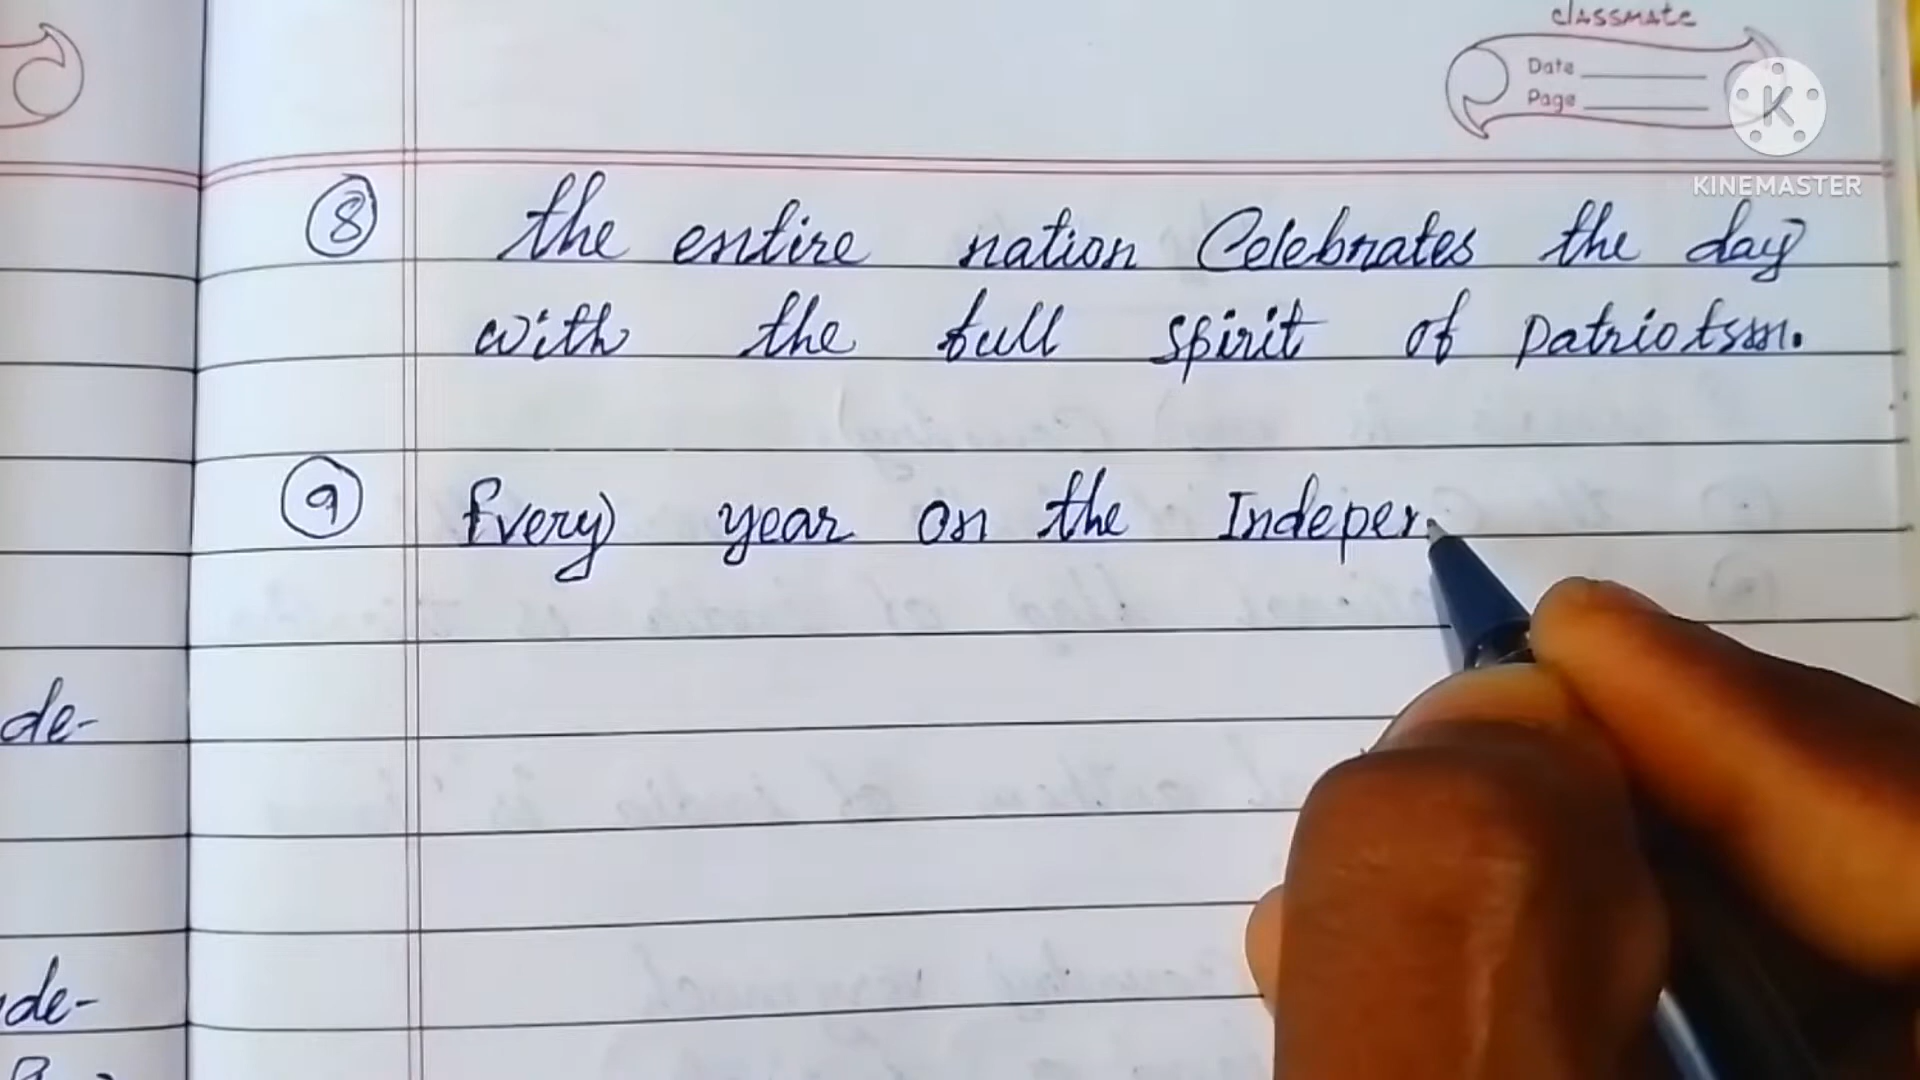 classmate
Date
Page
KINEMASTER
8 the entire nation Celebrates the day
with the full spirit of Patriotsm.
9 Every year on the Indeper
de-
de-